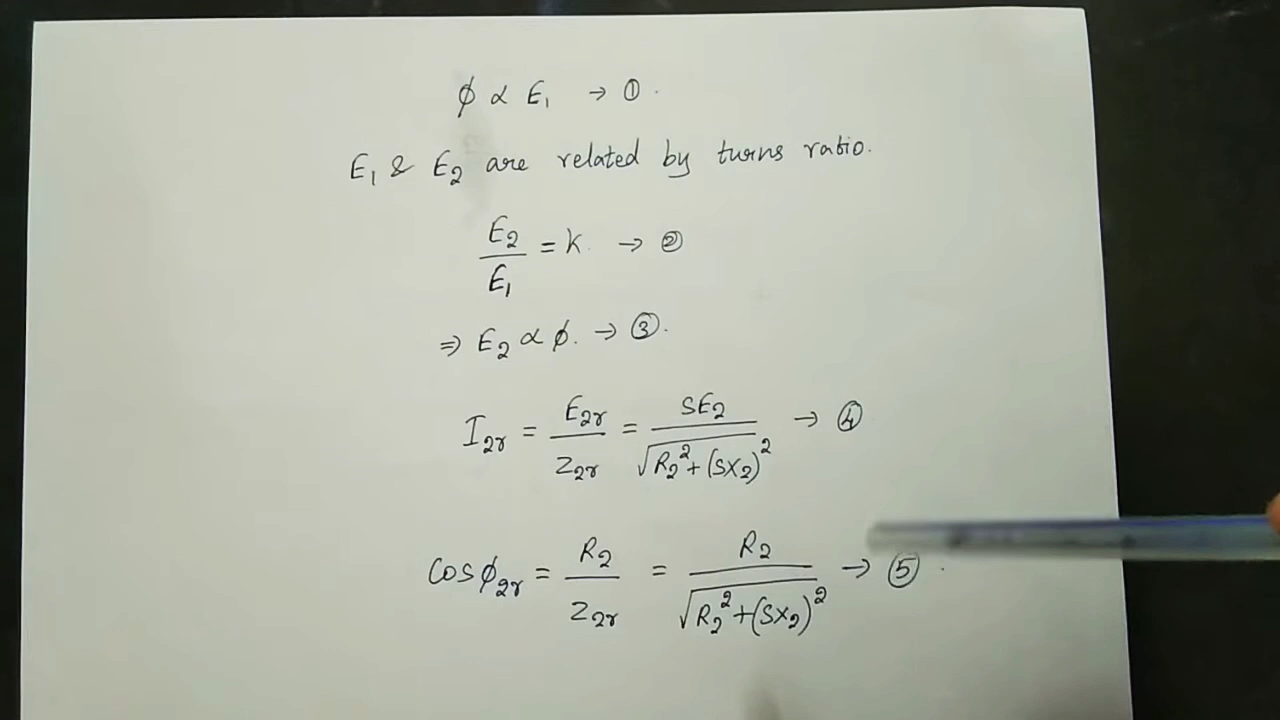 ϕ ∝ E₁ → ①.
E₁ & E₂ are related by turns ratio.
E₂/E₁ = K. → ②
⇒ E₂ ∝ ϕ. → ③.
I₂ᵣ = E₂ᵣ/Z₂ᵣ = SE₂/√R₂²+(SX₂)² → ④
Cosϕ₂ᵣ = R₂/Z₂ᵣ = R₂/√R₂²+(SX₂)² → ⑤.